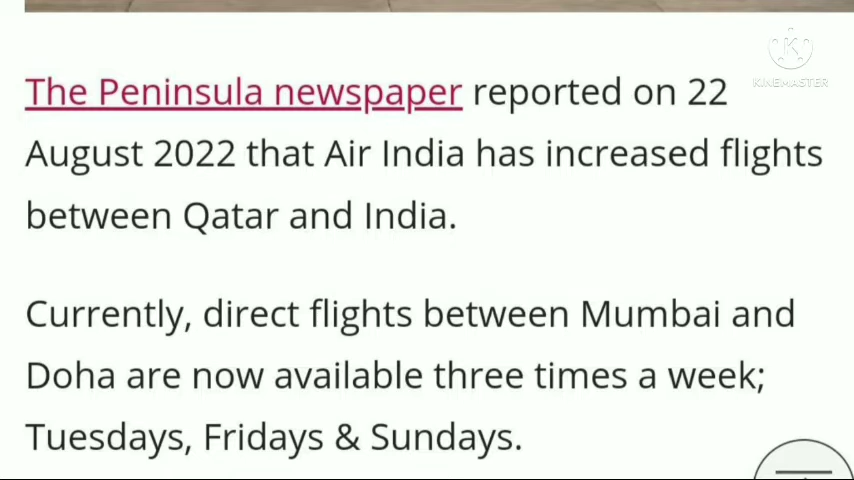 KINEMASTER
The Peninsula newspaper reported on 22
August 2022 that Air India has increased flights
between Qatar and India.
Currently, direct flights between Mumbai and
Doha are now available three times a week;
Tuesdays, Fridays & Sundays.